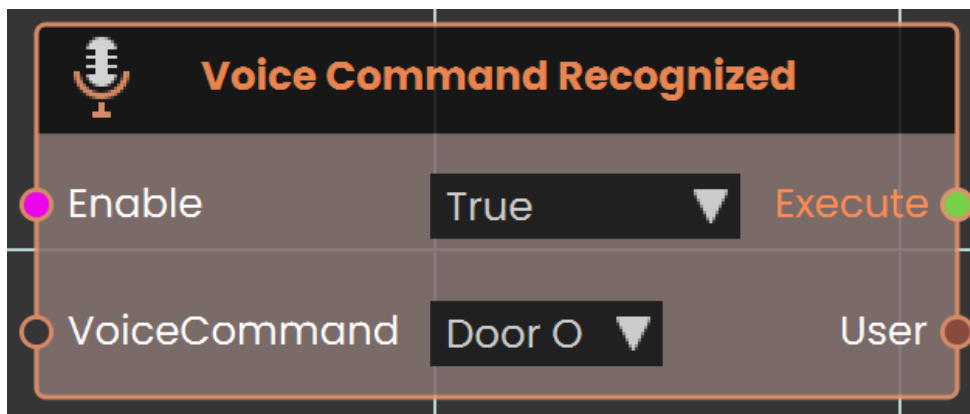 Voice Command Recognized
Enable True Execute
VoiceCommand Door O User